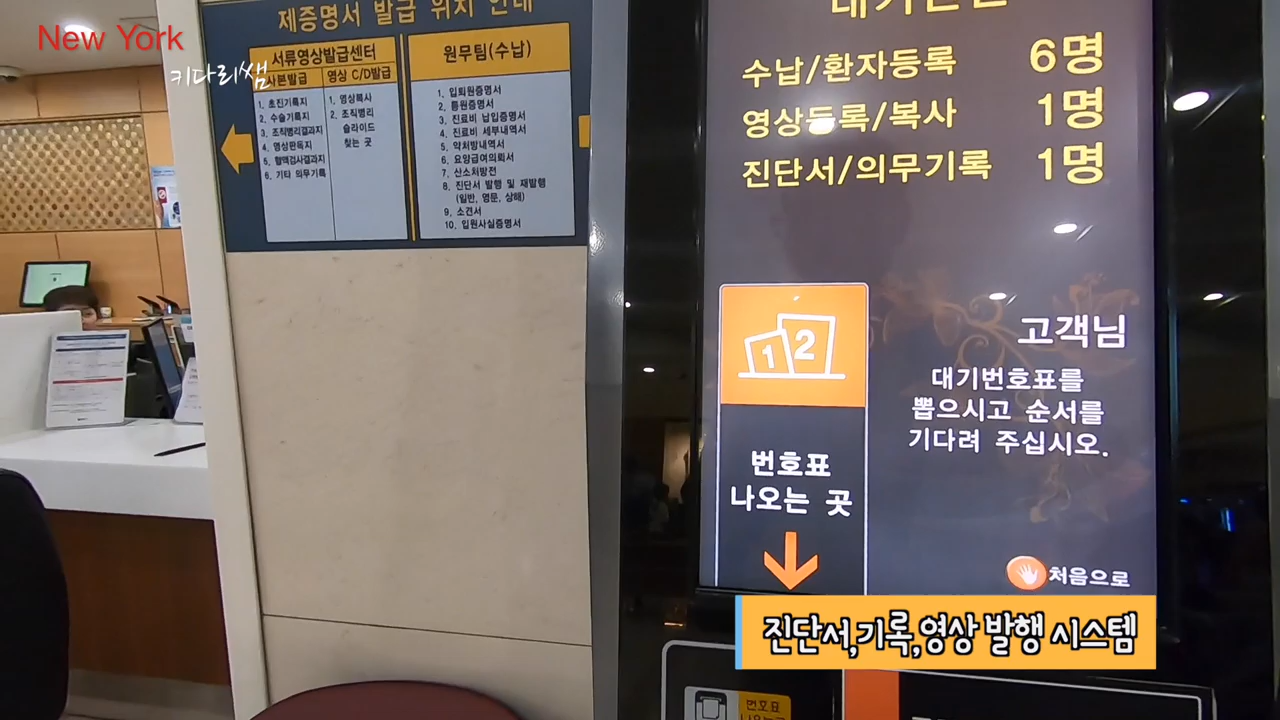 New York
키다리쌤
제증명서 발급 위치 안내
서류영상발급센터
사본발급
영상 C/D발급
1. 초진기록지
2. 수술기록지
3. 조직병리결과지
4. 영상판독지
5. 혈액검사결과지
6. 기타 의무기록
1. 영상복사
2. 조직병리
슬라이드
찾는 곳
원무팀(수납)
1. 입퇴원증명서
2. 통원증명서
3. 진료비 납입증명서
4. 진료비 세부내역서
5. 약처방내역서
6. 요양급여의뢰서
7. 산소처방전
8. 진단서 발행 및 재발행
(일반, 영문, 상해)
9. 소견서
10. 입원사실증명서
대기인원
수납/환자등록 6명
영상등록/복사 1명
진단서/의무기록 1명
1 2
번호표
나오는 곳
고객님
대기번호표를
뽑으시고 순서를
기다려 주십시오.
처음으로
진단서,기록,영상 발행 시스템
번호표